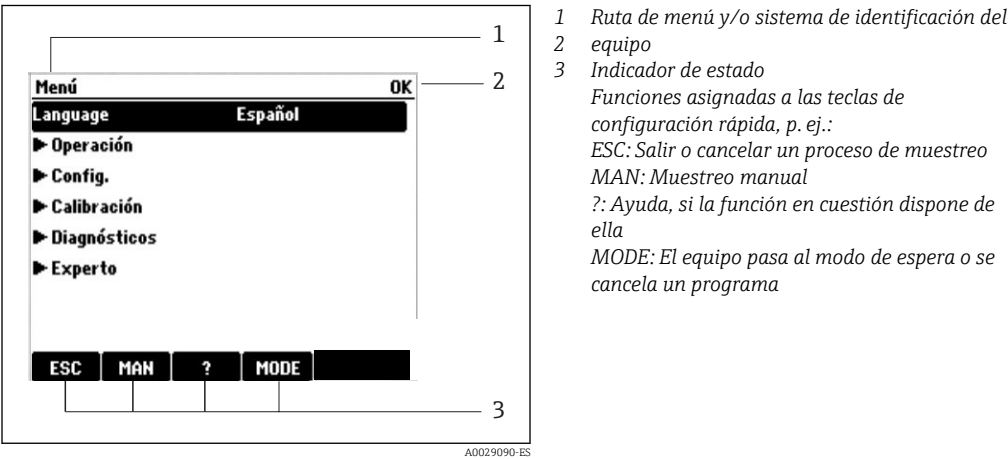 1
2
Menú OK
Language Español
Operación
Config.
Calibración
Diagnósticos
Experto
ESC MAN ? MODE
3
A0029090-ES
1 Ruta de menú y/o sistema de identificación del
2 equipo
3 Indicador de estado
Funciones asignadas a las teclas de
configuración rápida, p. ej.:
ESC: Salir o cancelar un proceso de muestreo
MAN: Muestreo manual
?: Ayuda, si la función en cuestión dispone de
ella
MODE: El equipo pasa al modo de espera o se
cancela un programa